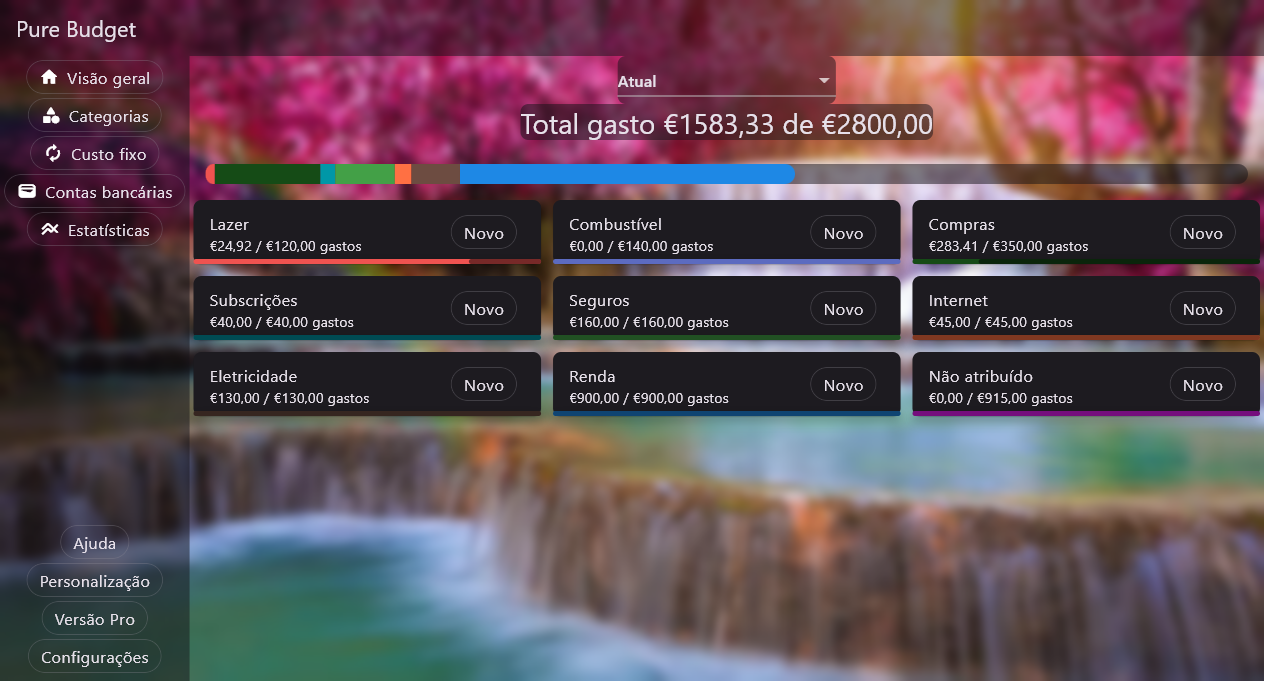 Pure Budget
Visão geral
Categorias
Custo fixo
Contas bancárias
Estatísticas
Ajuda
Personalização
Versão Pro
Configurações
Atual
Total gasto €1583,33 de €2800,00
Lazer
€24,92 / €120,00 gastos
Novo
Combustível
€0,00 / €140,00 gastos
Novo
Compras
€283,41 / €350,00 gastos
Novo
Subscrições
€40,00 / €40,00 gastos
Novo
Seguros
€160,00 / €160,00 gastos
Novo
Internet
€45,00 / €45,00 gastos
Novo
Eletricidade
€130,00 / €130,00 gastos
Novo
Renda
€900,00 / €900,00 gastos
Novo
Não atribuído
€0,00 / €915,00 gastos
Novo